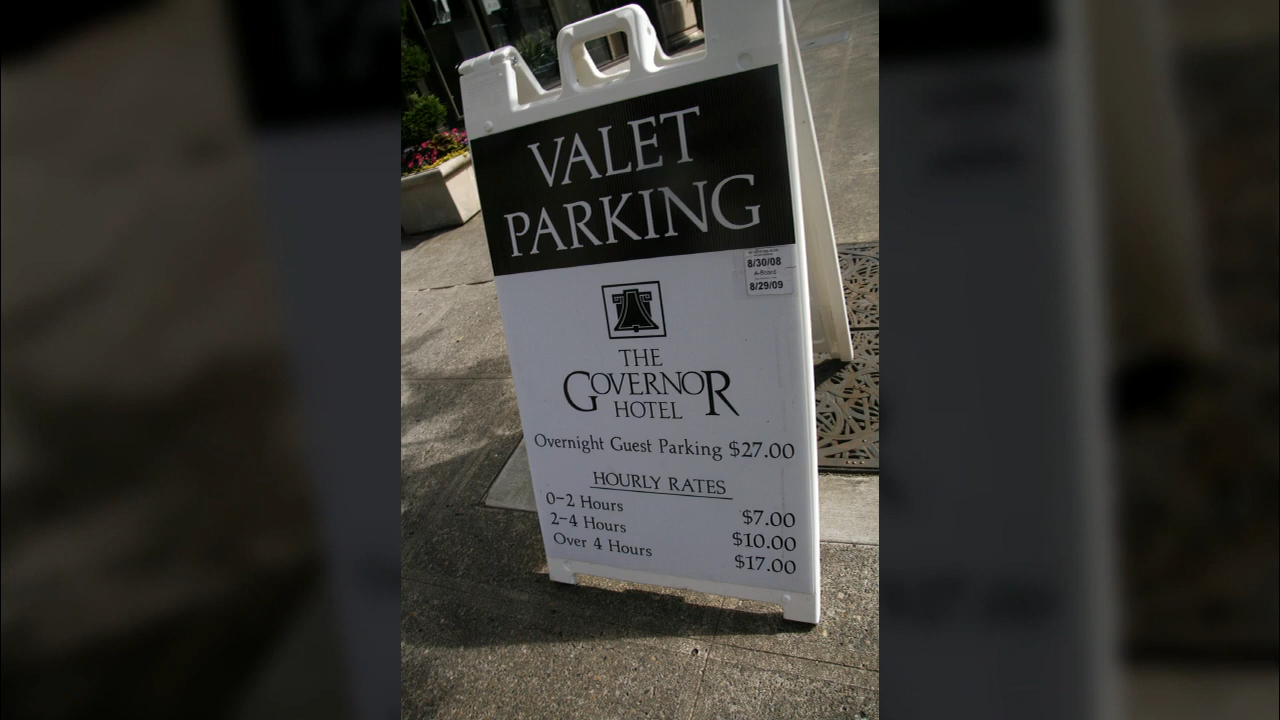 VALET
PARKING
8/30/08
A-Board
8/29/09
THE
GOVERNOR
HOTEL
Overnight Guest Parking $27.00
HOURLY RATES
0-2 Hours $7.00
2-4 Hours $10.00
Over 4 Hours $17.00